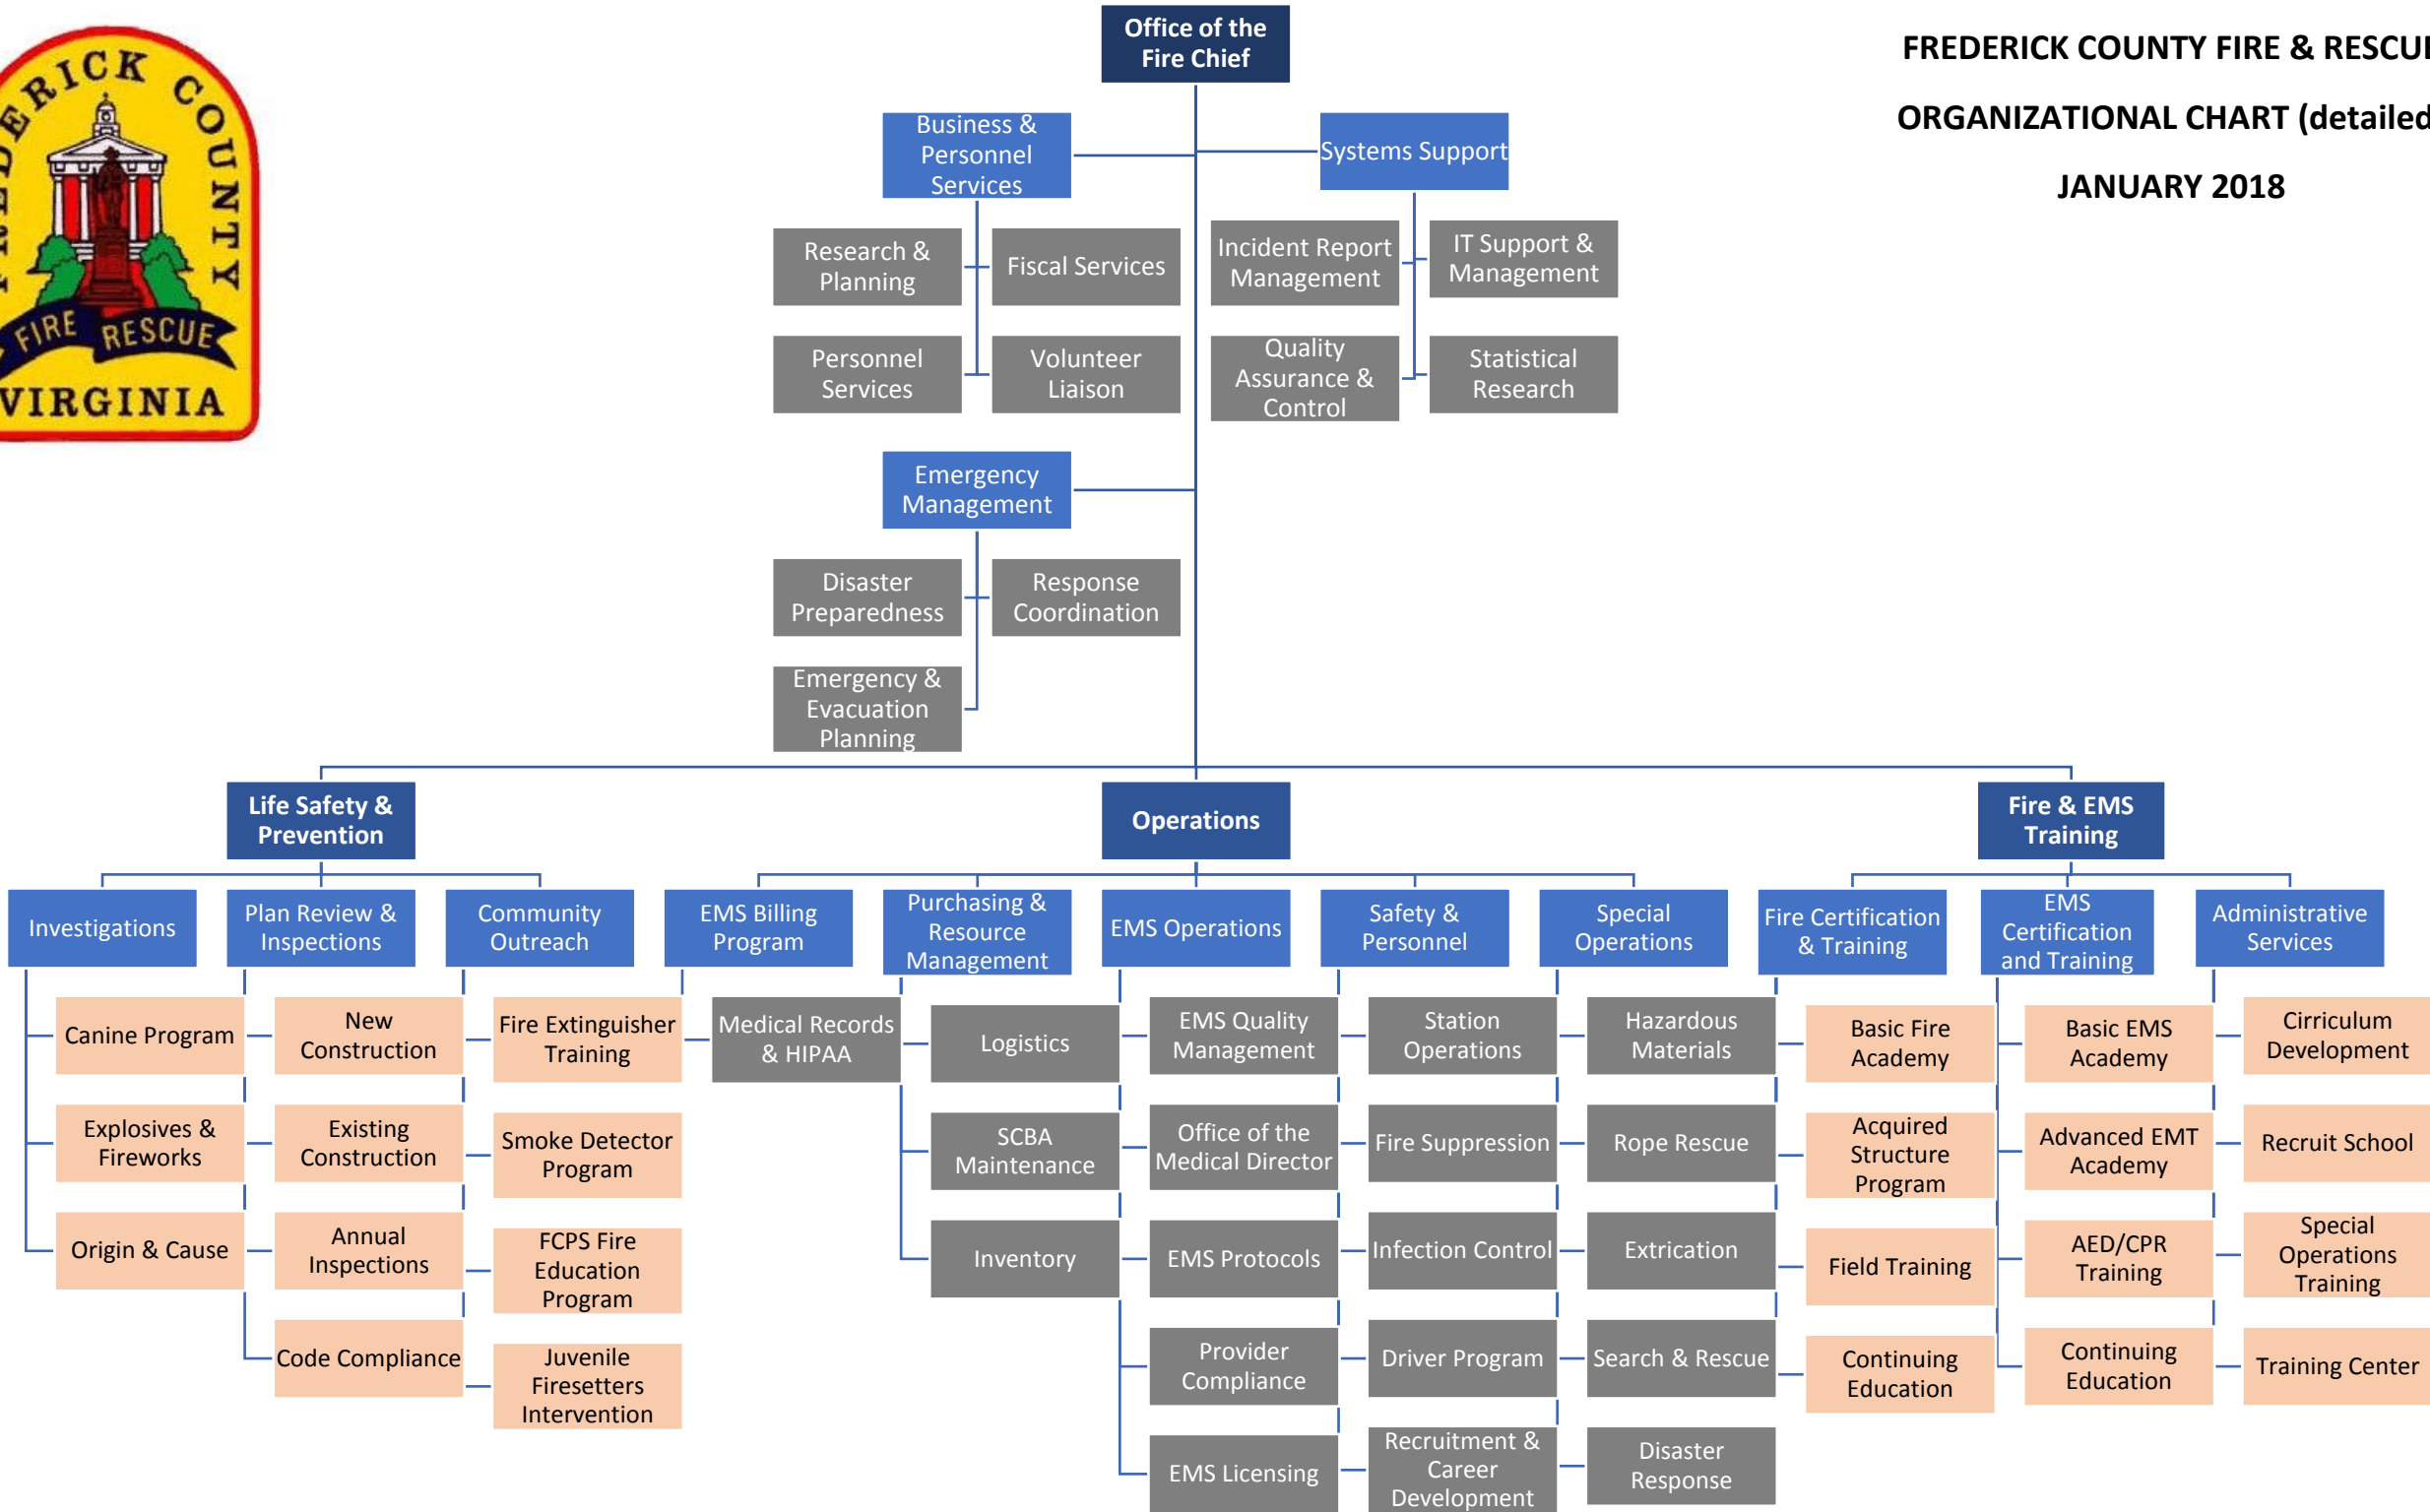 FREDERICK COUNTY
FIRE RESCUE
VIRGINIA
FREDERICK COUNTY FIRE & RESCUE
ORGANIZATIONAL CHART (detailed
JANUARY 2018
Office of the
Fire Chief
Business &
Personnel
Services
Systems Support
Research &
Planning
Fiscal Services
Incident Report
Management
IT Support &
Management
Personnel
Services
Volunteer
Liaison
Quality
Assurance &
Control
Statistical
Research
Emergency
Management
Disaster
Preparedness
Response
Coordination
Emergency &
Evacuation
Planning
Life Safety &
Prevention
Operations
Fire & EMS
Training
Investigations
Plan Review &
Inspections
Community
Outreach
EMS Billing
Program
Purchasing &
Resource
Management
EMS Operations
Safety &
Personnel
Special
Operations
Fire Certification
& Training
EMS
Certification
and Training
Administrative
Services
Canine Program
Explosives &
Fireworks
Origin & Cause
New
Construction
Existing
Construction
Annual
Inspections
Code Compliance
Fire Extinguisher
Training
Smoke Detector
Program
FCPS Fire
Education
Program
Juvenile
Firesetters
Intervention
Medical Records
& HIPAA
Logistics
SCBA
Maintenance
Inventory
EMS Quality
Management
Office of the
Medical Director
EMS Protocols
Provider
Compliance
EMS Licensing
Station
Operations
Fire Suppression
Infection Control
Driver Program
Recruitment &
Career
Development
Hazardous
Materials
Rope Rescue
Extrication
Search & Rescue
Disaster
Response
Basic Fire
Academy
Acquired
Structure
Program
Field Training
Continuing
Education
Basic EMS
Academy
Advanced EMT
Academy
AED/CPR
Training
Continuing
Education
Cirriculum
Development
Recruit School
Special
Operations
Training
Training Center